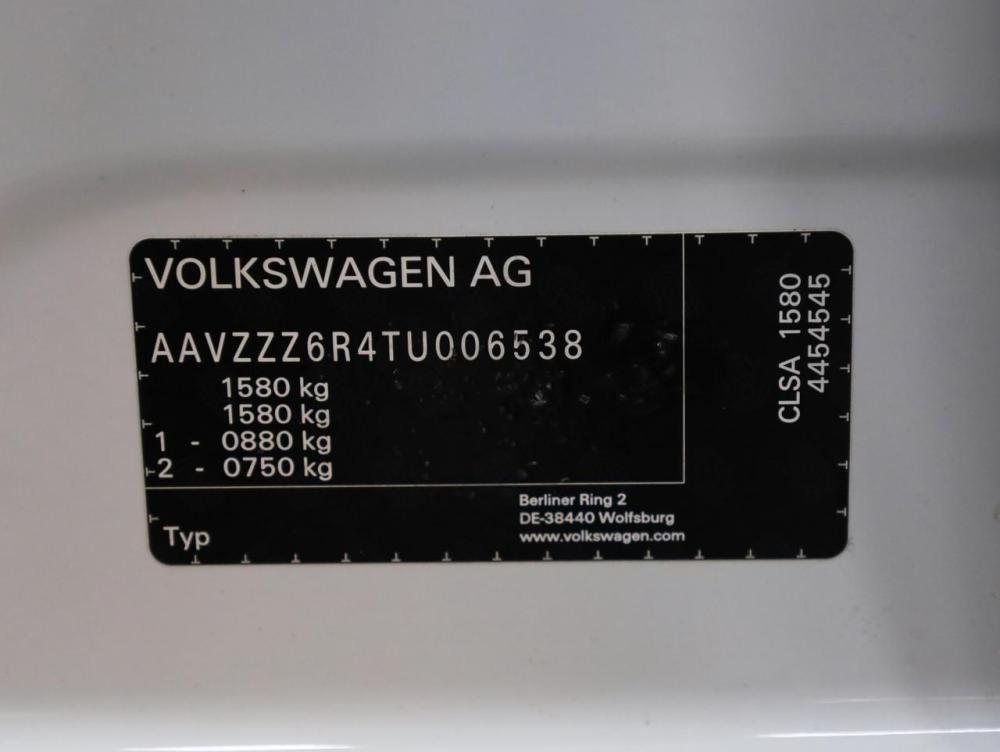 VOLKSWAGEN AG
AAVZZZ6R4TU006538
1580 kg
1580 kg
1 - 0880 kg
2 - 0750 kg
Typ
Berliner Ring 2
DE-38440 Wolfsburg
www.volkswagen.com
CLSA 1580
4454545